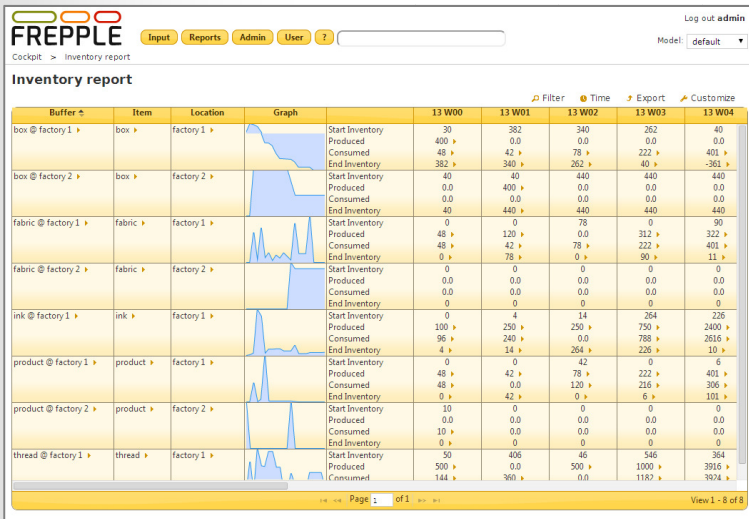 FREPPLE
Input Reports Admin User ?
Log out admin
Model: default
Cockpit > Inventory report
Inventory report
Filter Time Export Customize
Buffer Item Location Graph 13 W00 13 W01 13 W02 13 W03 13 W04
box @ factory 1 box factory 1 Start Inventory 30 382 340 262 40
Produced 400 0.0 0.0 0.0 0.0
Consumed 48 42 78 222 401
End Inventory 382 340 262 40 -361
box @ factory 2 box factory 2 Start Inventory 40 40 440 440 440
Produced 0.0 400 0.0 0.0 0.0
Consumed 0.0 0.0 0.0 0.0 0.0
End Inventory 40 440 440 440 440
fabric @ factory 1 fabric factory 1 Start Inventory 0 0 78 0 90
Produced 48 120 0.0 312 322
Consumed 48 42 78 222 401
End Inventory 0 78 0 90 11
fabric @ factory 2 fabric factory 2 Start Inventory 0 0 0 0 0
Produced 0.0 0.0 0.0 0.0 0.0
Consumed 0.0 0.0 0.0 0.0 0.0
End Inventory 0 0 0 0 0
ink @ factory 1 ink factory 1 Start Inventory 0 4 14 264 226
Produced 100 250 250 750 2400
Consumed 96 240 0.0 788 2616
End Inventory 4 14 264 226 10
product @ factory 1 product factory 1 Start Inventory 0 0 42 0 6
Produced 48 42 78 222 401
Consumed 48 0.0 120 216 306
End Inventory 0 42 0 6 101
product @ factory 2 product factory 2 Start Inventory 10 0 0 0 0
Produced 0.0 0.0 0.0 0.0 0.0
Consumed 10 0.0 0.0 0.0 0.0
End Inventory 0 0 0 0 0
thread @ factory 1 thread factory 1 Start Inventory 50 406 46 546 364
Produced 500 0.0 500 1000 3916
Consumed 144 360 0.0 1182 3924
Page 1 of 1
View 1 - 8 of 8